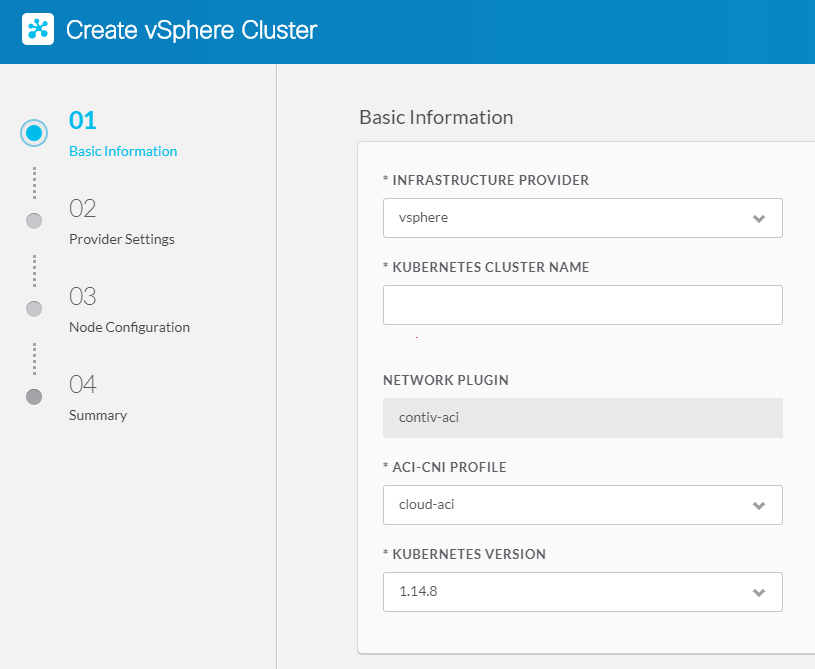 Create vSphere Cluster
01
Basic Information
02
Provider Settings
03
Node Configuration
04
Summary
Basic Information
* INFRASTRUCTURE PROVIDER
vsphere
* KUBERNETES CLUSTER NAME
NETWORK PLUGIN
contiv-aci
* ACI-CNI PROFILE
cloud-aci
* KUBERNETES VERSION
1.14.8